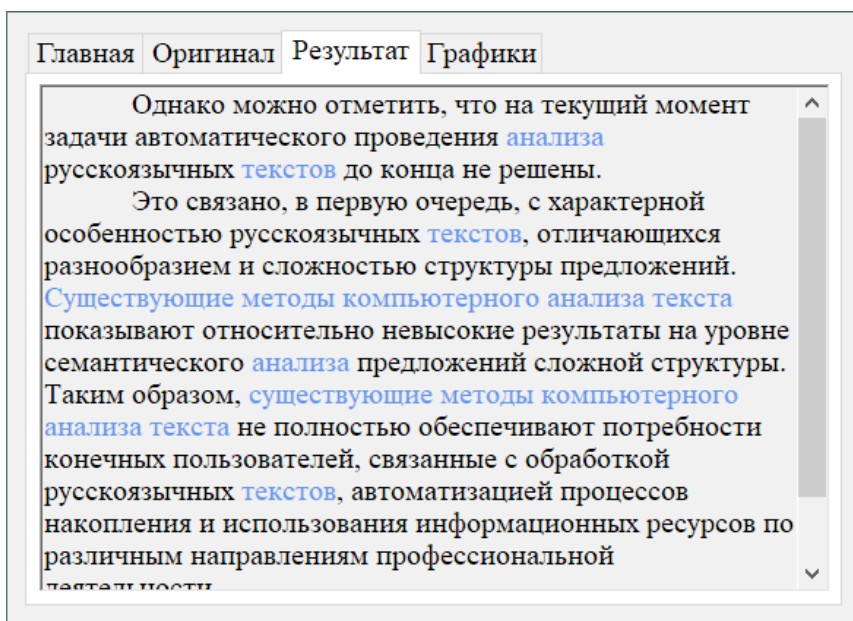 Главная Оригинал Результат Графики
Однако можно отметить, что на текущий момент
задачи автоматического проведения анализа
русскоязычных текстов до конца не решены.
Это связано, в первую очередь, с характерной
особенностью русскоязычных текстов, отличающихся
разнообразием и сложностью структуры предложений.
Существующие методы компьютерного анализа текста
показывают относительно невысокие результаты на уровне
семантического анализа предложений сложной структуры.
Таким образом, существующие методы компьютерного
анализа текста не полностью обеспечивают потребности
конечных пользователей, связанные с обработкой
русскоязычных текстов, автоматизацией процессов
накопления и использования информационных ресурсов по
различным направлениям профессиональной
деятельности